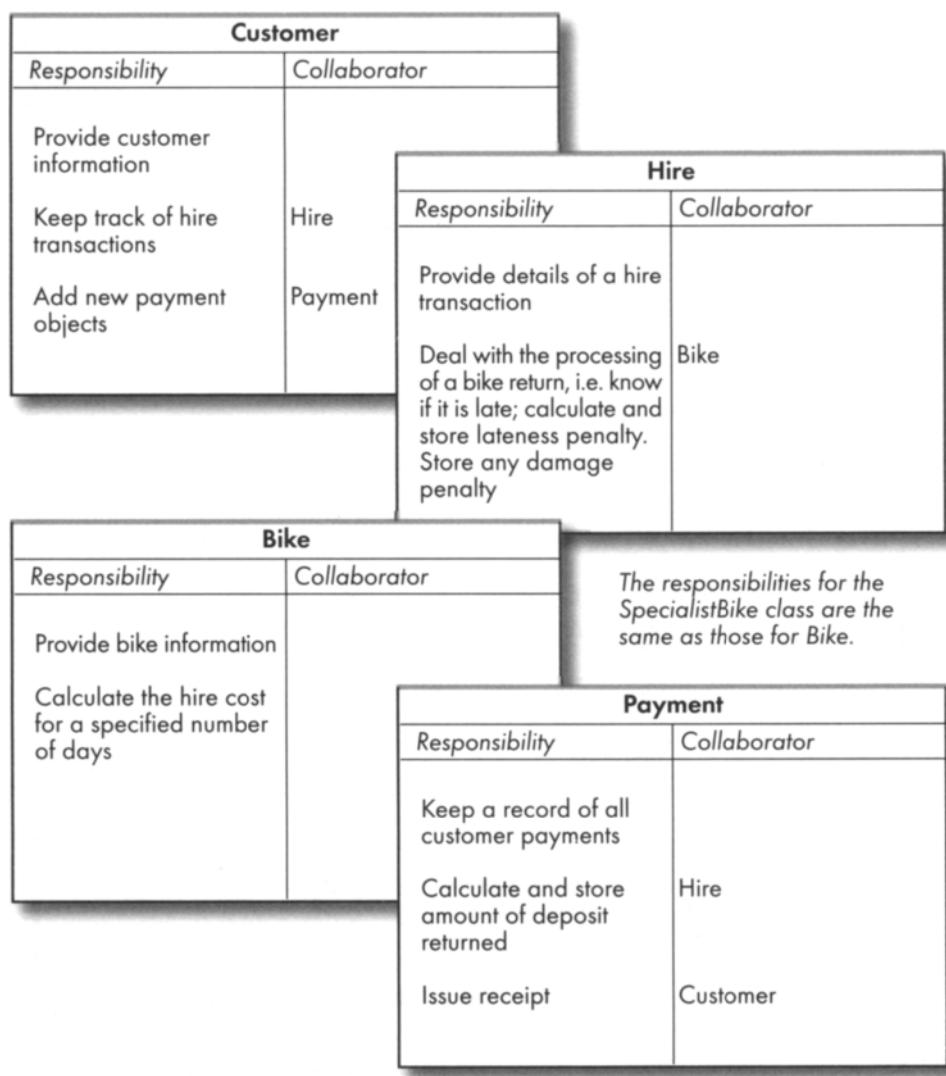 Customer
Responsibility Collaborator
Provide customer
information
Keep track of hire Hire
transactions
Add new payment Payment
objects
Hire
Responsibility Collaborator
Provide details of a hire
transaction
Deal with the processing Bike
of a bike return, i.e. know
if it is late; calculate and
store lateness penalty.
Store any damage
penalty
Bike
Responsibility Collaborator
Provide bike information
Calculate the hire cost
for a specified number
of days
The responsibilities for the
SpecialistBike class are the
same as those for Bike.
Payment
Responsibility Collaborator
Keep a record of all
customer payments
Calculate and store Hire
amount of deposit
returned
Issue receipt Customer